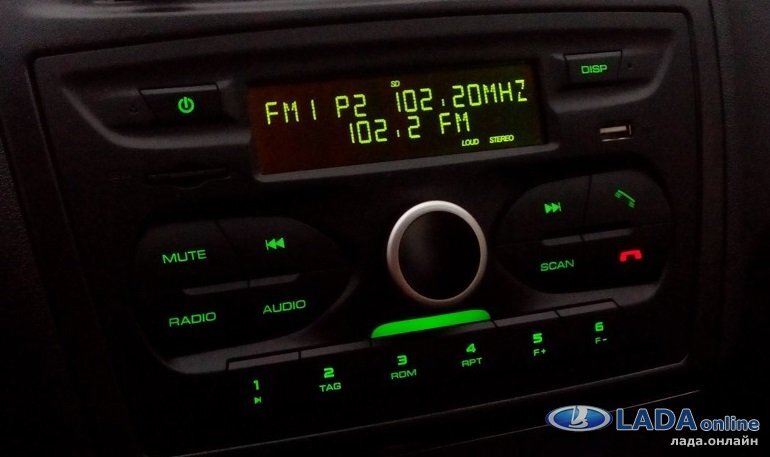 SD
FM1 P2 102.20MHZ
102.2 FM
LOUD STEREO
DISP
MUTE
RADIO
AUDIO
SCAN
1
2
TAG
3
RDM
4
RPT
5
F+
6
F-
LADA online
лада.онлайн